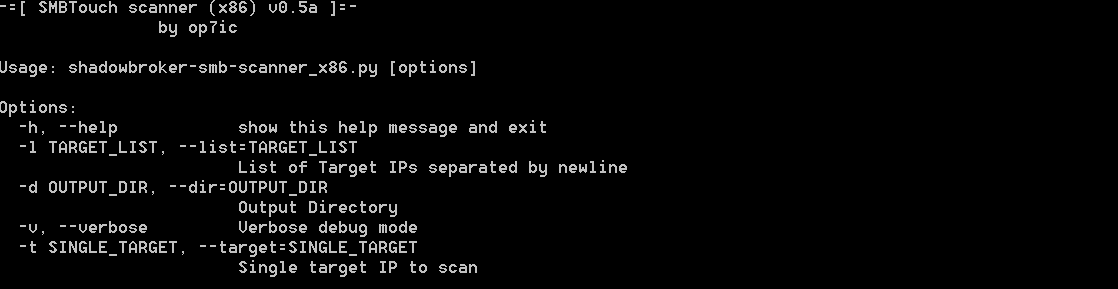 -=[ SMBTouch scanner (x86) v0.5a ]=-
by op7ic
Usage: shadowbroker-smb-scanner_x86.py [options]
Options:
-h, --help show this help message and exit
-l TARGET_LIST, --list=TARGET_LIST
List of Target IPs separated by newline
-d OUTPUT_DIR, --dir=OUTPUT_DIR
Output Directory
-v, --verbose Verbose debug mode
-t SINGLE_TARGET, --target=SINGLE_TARGET
Single target IP to scan